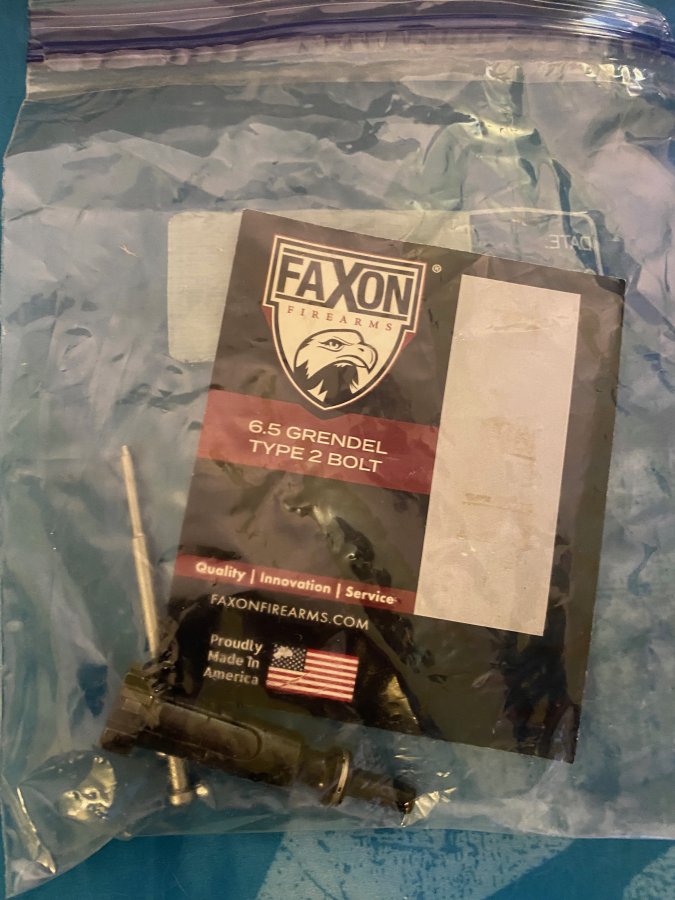 DATE:
FAXON
®
FIREARMS
6.5 GRENDEL
TYPE 2 BOLT
Quality | Innovation | Service
FAXONFIREARMS.COM
Proudly
Made In
America